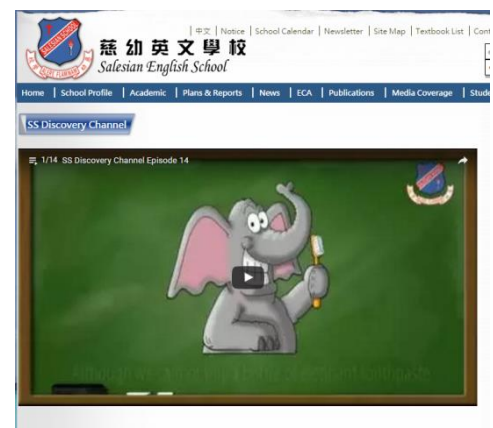 中文 | Notice | School Calendar | Newsletter | Site Map | Textbook List |
慈幼英文學校
Salesian English School
Home | School Profile | Academic | Plans & Reports | News | ECA | Publications | Media Coverage |
SS Discovery Channel
1/14 SS Discovery Channel Episode 14